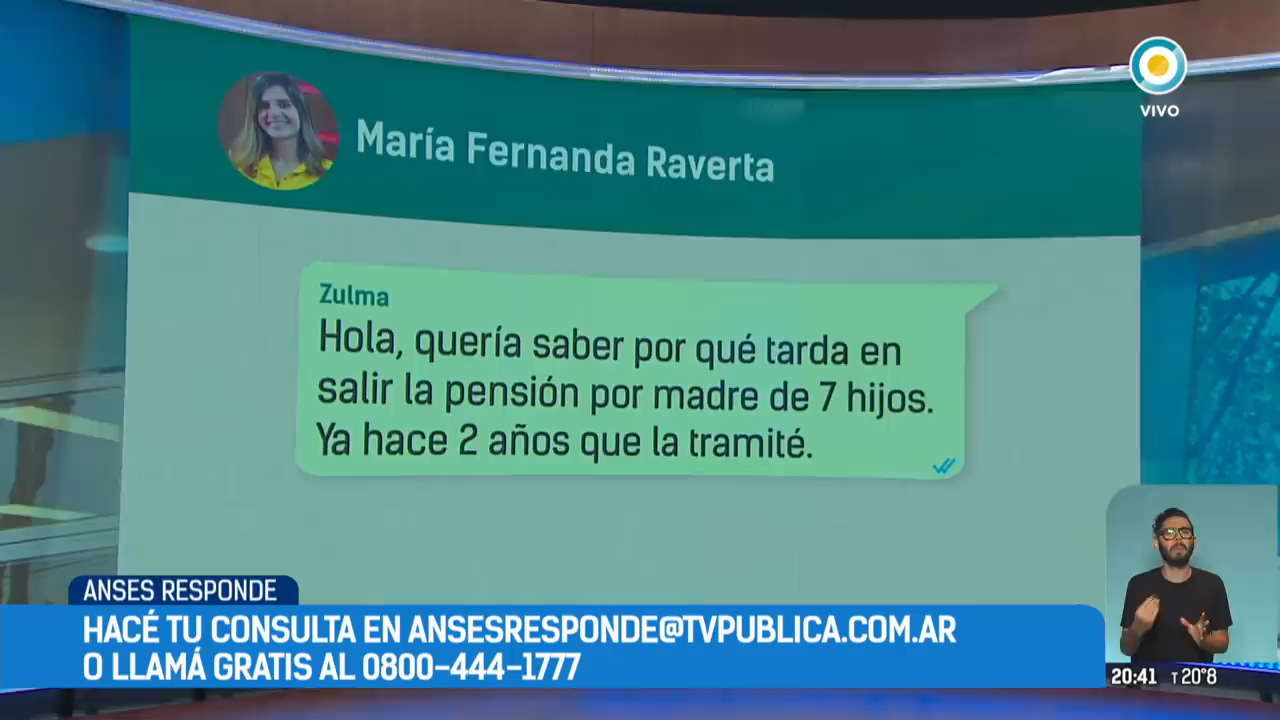 VIVO
María Fernanda Raverta
Zulma
Hola, quería saber por qué tarda en
salir la pensión por madre de 7 hijos.
Ya hace 2 años que la tramité.
ANSES RESPONDE
HACÉ TU CONSULTA EN ANSESRESPONDE@TVPUBLICA.COM.AR
O LLAMÁ GRATIS AL 0800-444-1777
20:41 T 20°8